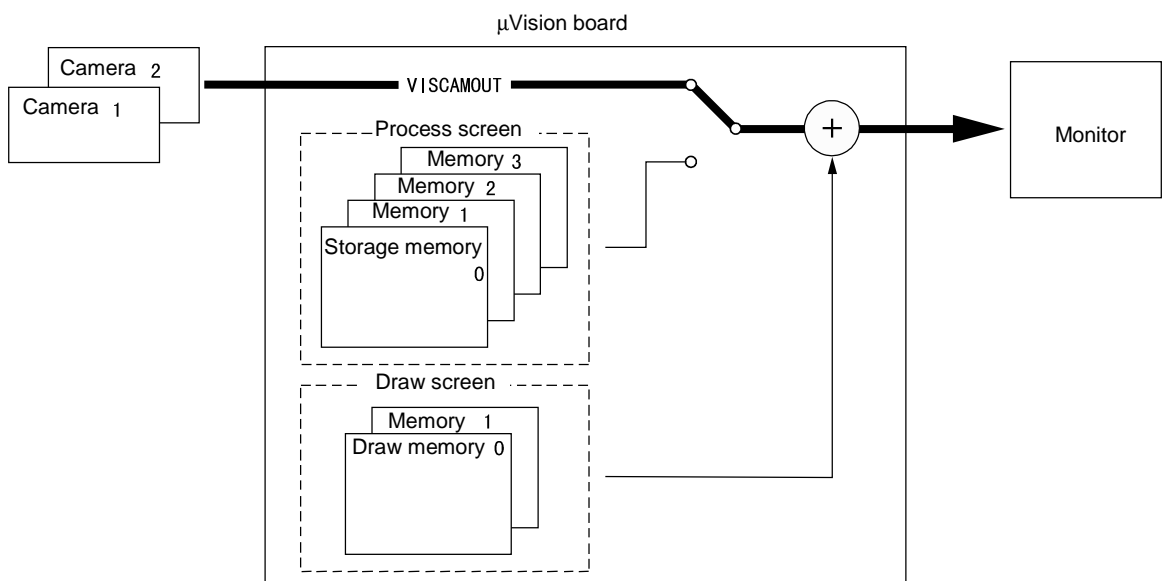 μVision board
Camera 2
Camera 1
VISCAMOUT
Process screen
Memory 3
Memory 2
Memory 1
Storage memory
0
Draw screen
Memory 1
Draw memory 0
+
Monitor